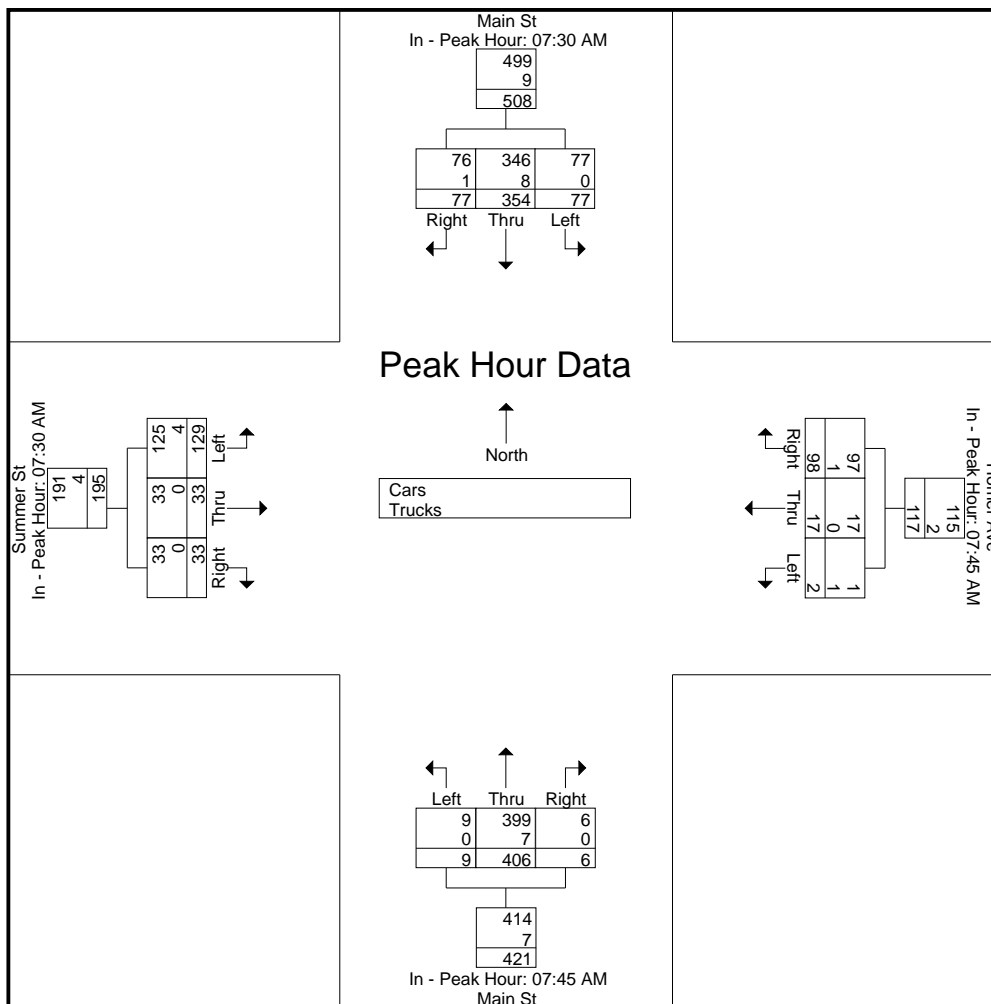 Main St
In - Peak Hour: 07:30 AM
499
9
508
76 346 77
1 8 0
77 354 77
Right Thru Left
Peak Hour Data
North
Cars
Trucks
Summer St
In - Peak Hour: 07:30 AM
191
4
195
125 33 33
4 0 0
129 33 33
Left Thru Right
In - Peak Hour: 07:45 AM
115
2
117
97 17 1
1 0 1
98 17 2
Right Thru Left
Left Thru Right
9 399 6
0 7 0
9 406 6
414
7
421
In - Peak Hour: 07:45 AM
Main St